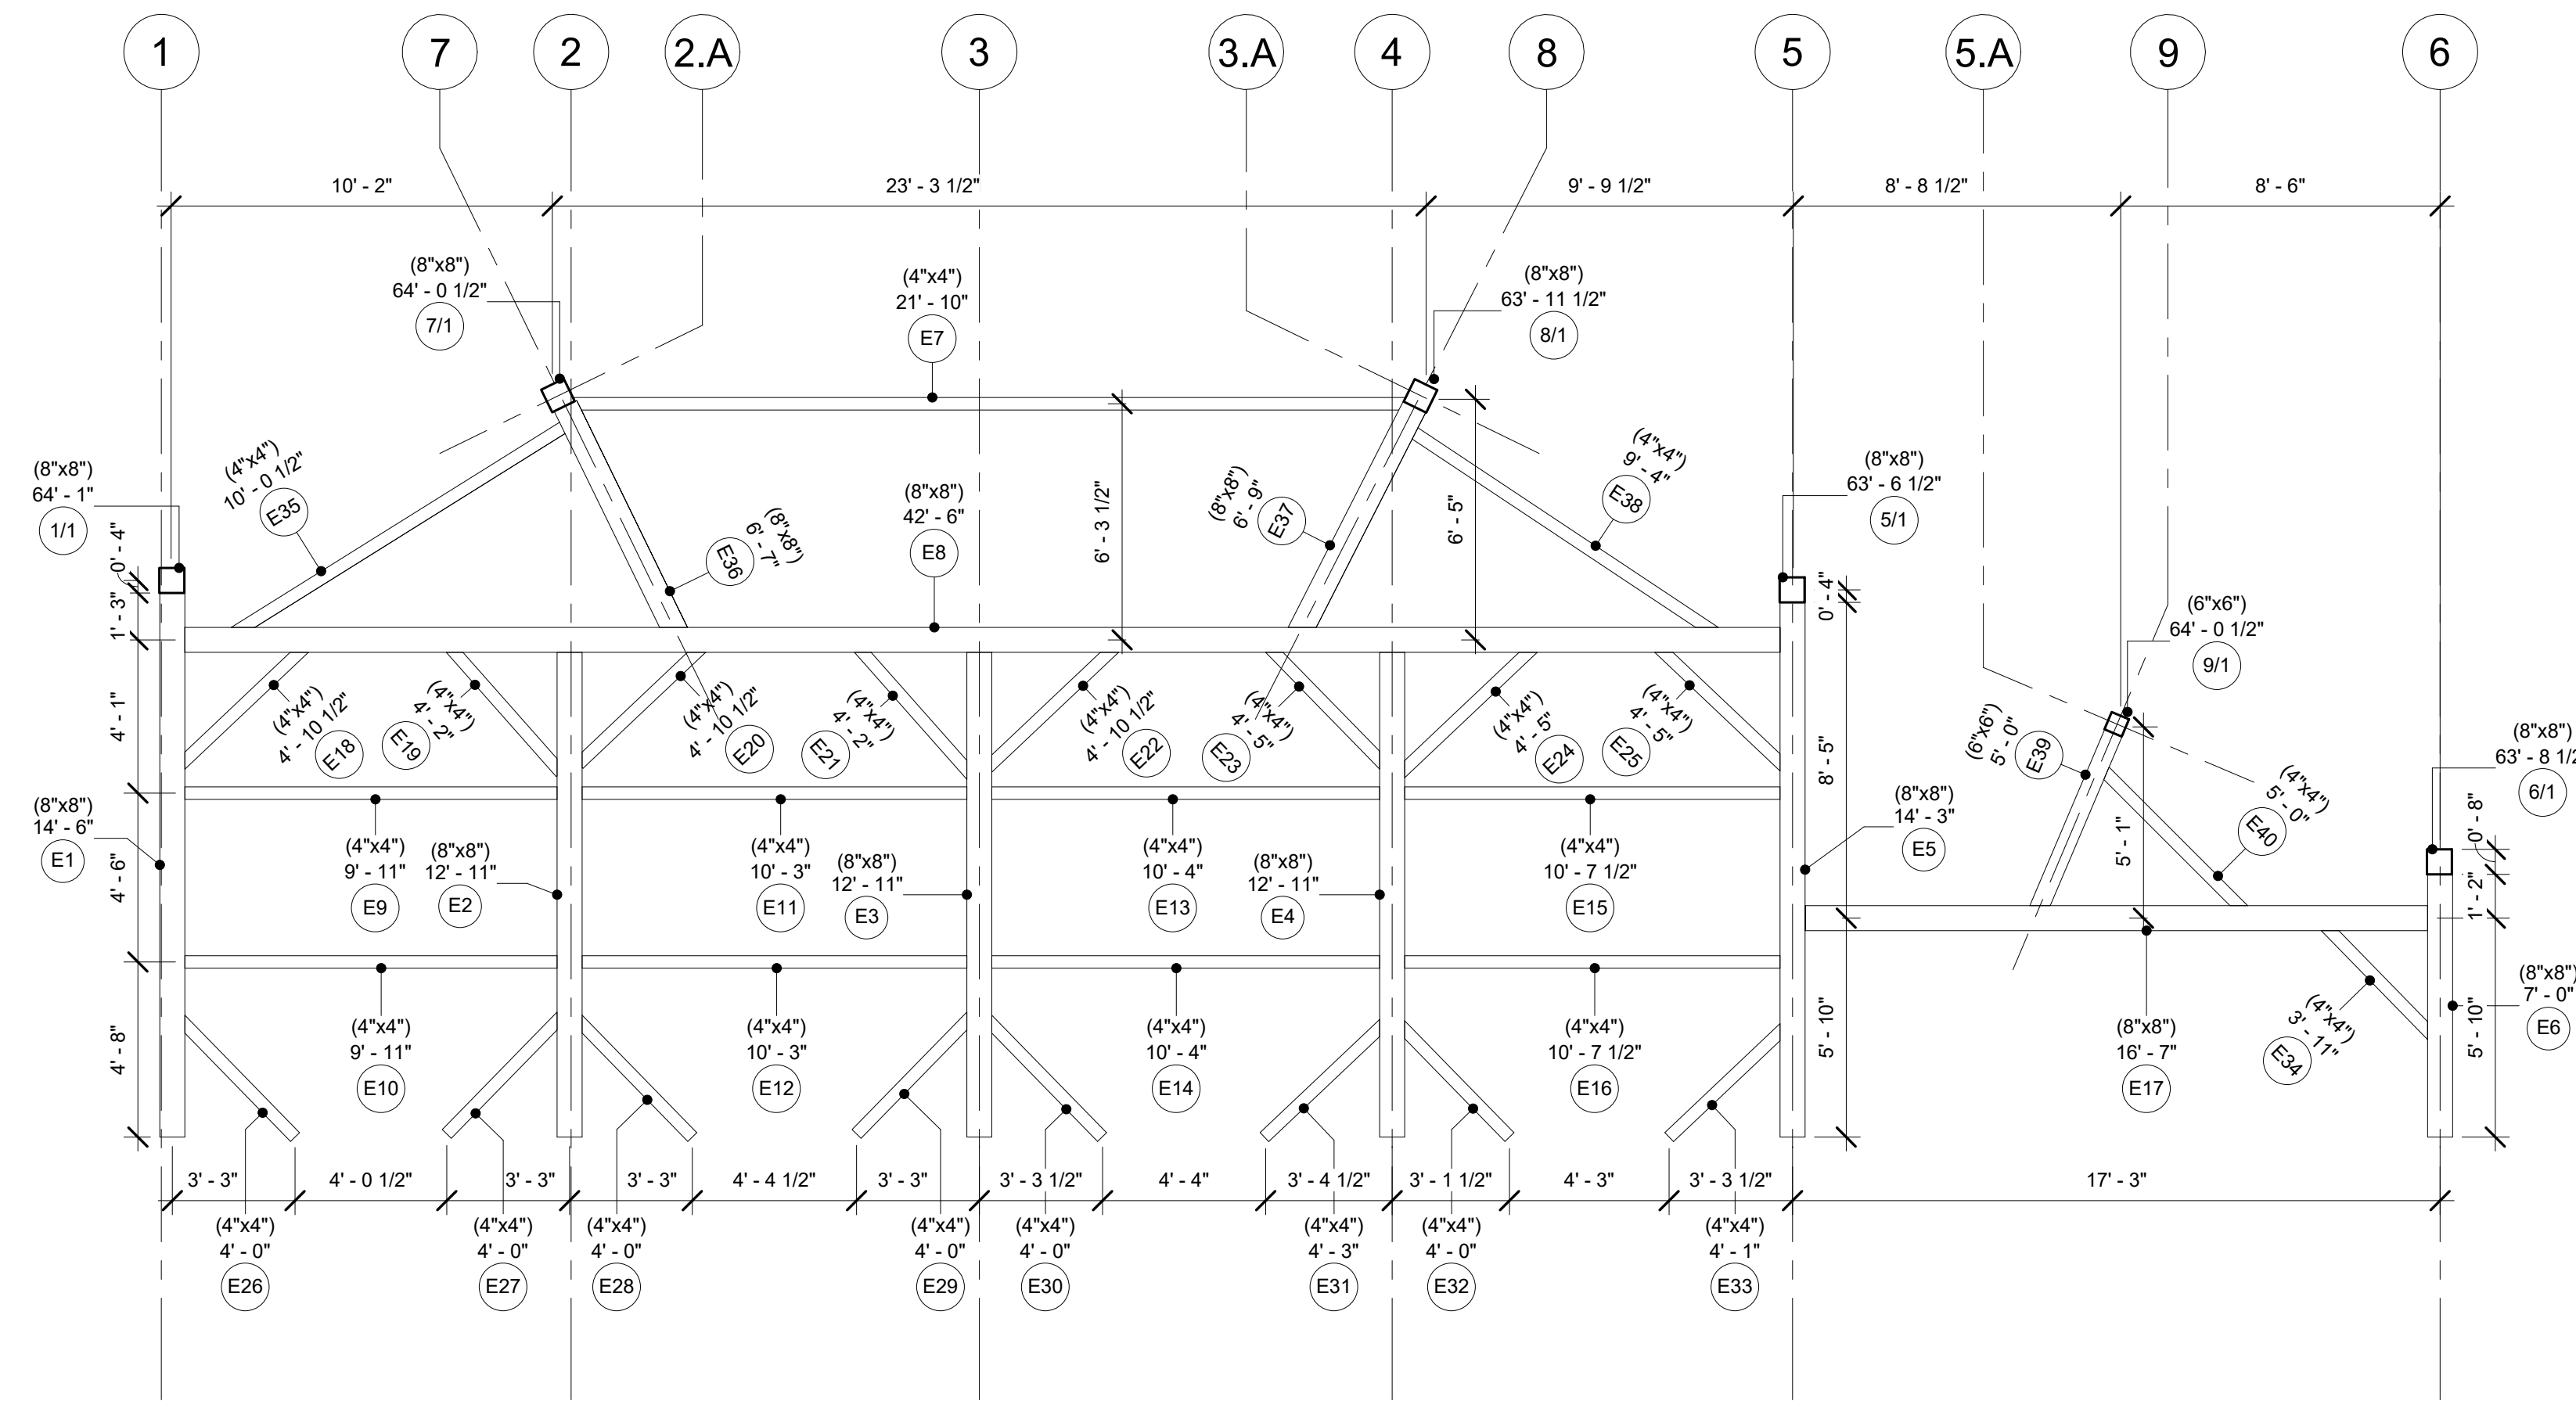 1
7
2
2.A
3
3.A
4
8
5
5.A
9
6
10' - 2"
23' - 3 1/2"
9' - 9 1/2"
8' - 8 1/2"
8' - 6"
(8"x8")
64' - 0 1/2"
7/1
(4"x4")
21' - 10"
E7
(8"x8")
63' - 11 1/2"
8/1
(8"x8")
64' - 1"
1/1
(4"x4")
10' - 0 1/2"
E35
(8"x8")
6' - 7"
E36
(8"x8")
42' - 6"
E8
6' - 3 1/2"
(8"x8")
6' - 9"
E37
6' - 5"
(4"x4")
9' - 4"
E38
(8"x8")
63' - 6 1/2"
5/1
0' - 4"
1' - 3"
4' - 1"
4' - 6"
4' - 8"
0' - 4"
8' - 5"
5' - 10"
(6"x6")
64' - 0 1/2"
9/1
(6"x6")
5' - 0"
E39
5' - 1"
(4"x4")
5' - 0"
E40
(8"x8")
63' - 8 1/2
6/1
0' - 8"
1' - 2"
5' - 10"
(4"x4")
4' - 10 1/2"
E18
(4"x4")
4' - 2"
E19
(4"x4")
4' - 10 1/2"
E20
(4"x4")
4' - 2"
E21
(4"x4")
4' - 10 1/2"
E22
(4"x4")
4' - 5"
E23
(4"x4")
4' - 5"
E24
(4"x4")
4' - 5"
E25
(8"x8")
14' - 6"
E1
(4"x4")
9' - 11"
E9
(8"x8")
12' - 11"
E2
(4"x4")
10' - 3"
E11
(8"x8")
12' - 11"
E3
(4"x4")
10' - 4"
E13
(8"x8")
12' - 11"
E4
(4"x4")
10' - 7 1/2"
E15
(8"x8")
14' - 3"
E5
(4"x4")
9' - 11"
E10
(4"x4")
10' - 3"
E12
(4"x4")
10' - 4"
E14
(4"x4")
10' - 7 1/2"
E16
(8"x8")
16' - 7"
E17
(4"x4")
3' - 11"
E34
(8"x8")
7' - 0"
E6
3' - 3"
4' - 0 1/2"
3' - 3"
3' - 3"
4' - 4 1/2"
3' - 3"
3' - 3 1/2"
4' - 4"
3' - 4 1/2"
3' - 1 1/2"
4' - 3"
3' - 3 1/2"
17' - 3"
(4"x4")
4' - 0"
E26
(4"x4")
4' - 0"
E27
(4"x4")
4' - 0"
E28
(4"x4")
4' - 0"
E29
(4"x4")
4' - 0"
E30
(4"x4")
4' - 3"
E31
(4"x4")
4' - 0"
E32
(4"x4")
4' - 1"
E33